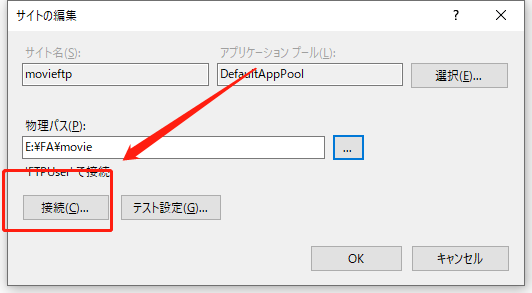 サイトの編集
サイト名(S):
アプリケーション プール(L):
movieftp
DefaultAppPool
選択(E)...
物理パス(P):
E:¥FA¥movie
...
'FTPUser' で接続
接続(C)...
テスト設定(G)...
OK
キャンセル